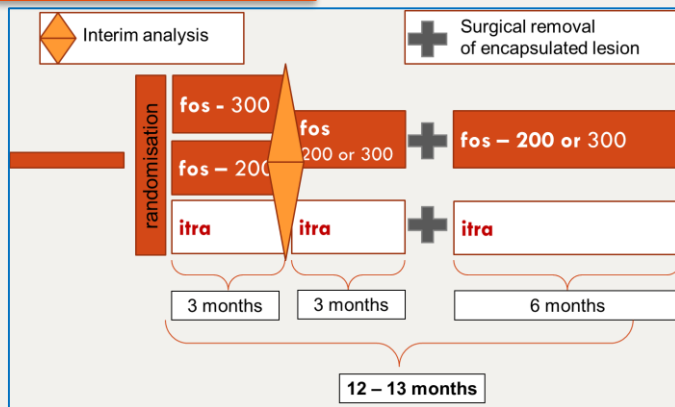 Interim analysis
Surgical removal
of encapsulated lesion
randomisation
fos - 300
fos – 200
itra
fos
200 or 300
itra
fos – 200 or 300
itra
3 months
3 months
6 months
12 – 13 months